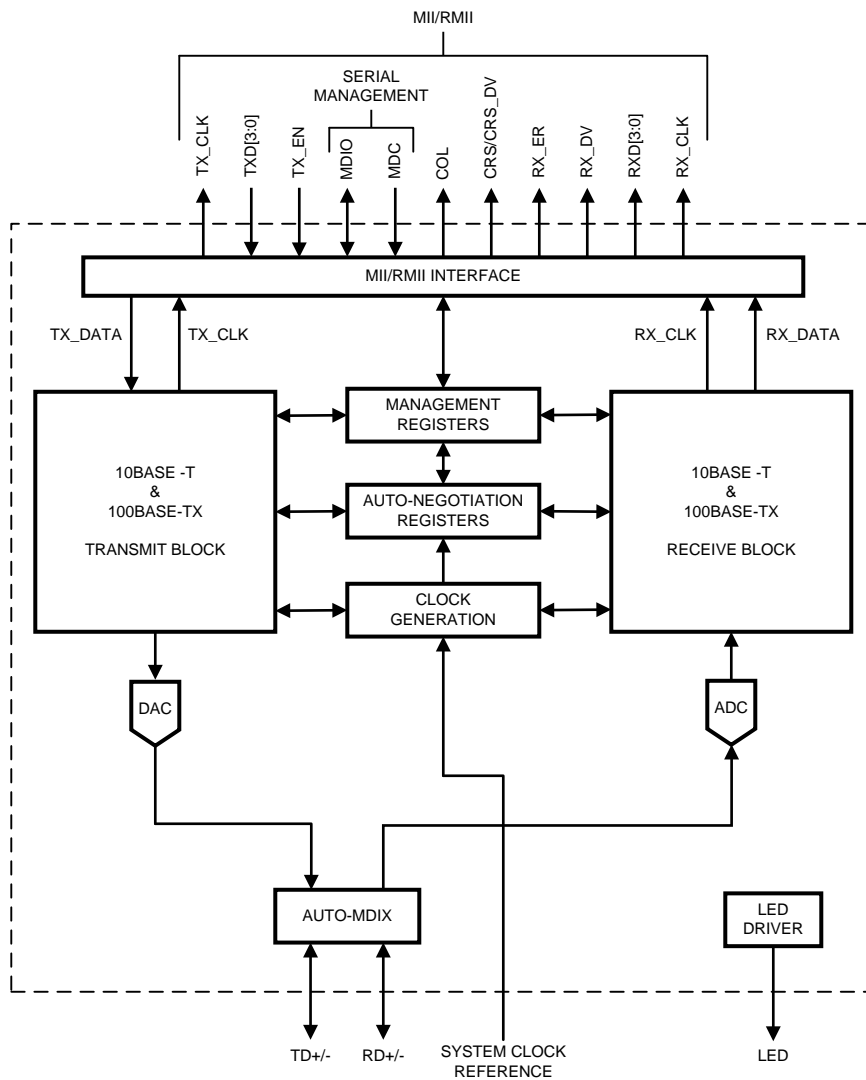 MII/RMII
SERIAL
MANAGEMENT
TX_CLK
TXD[3:0]
TX_EN
MDIO
MDC
COL
CRS/CRS_DV
RX_ER
RX_DV
RXD[3:0]
RX_CLK
MII/RMII INTERFACE
TX_DATA
TX_CLK
RX_CLK
RX_DATA
10BASE -T
&
100BASE-TX
TRANSMIT BLOCK
MANAGEMENT
REGISTERS
AUTO-NEGOTIATION
REGISTERS
CLOCK
GENERATION
10BASE -T
&
100BASE-TX
RECEIVE BLOCK
DAC
ADC
AUTO-MDIX
LED
DRIVER
TD+/-
RD+/-
SYSTEM CLOCK
REFERENCE
LED